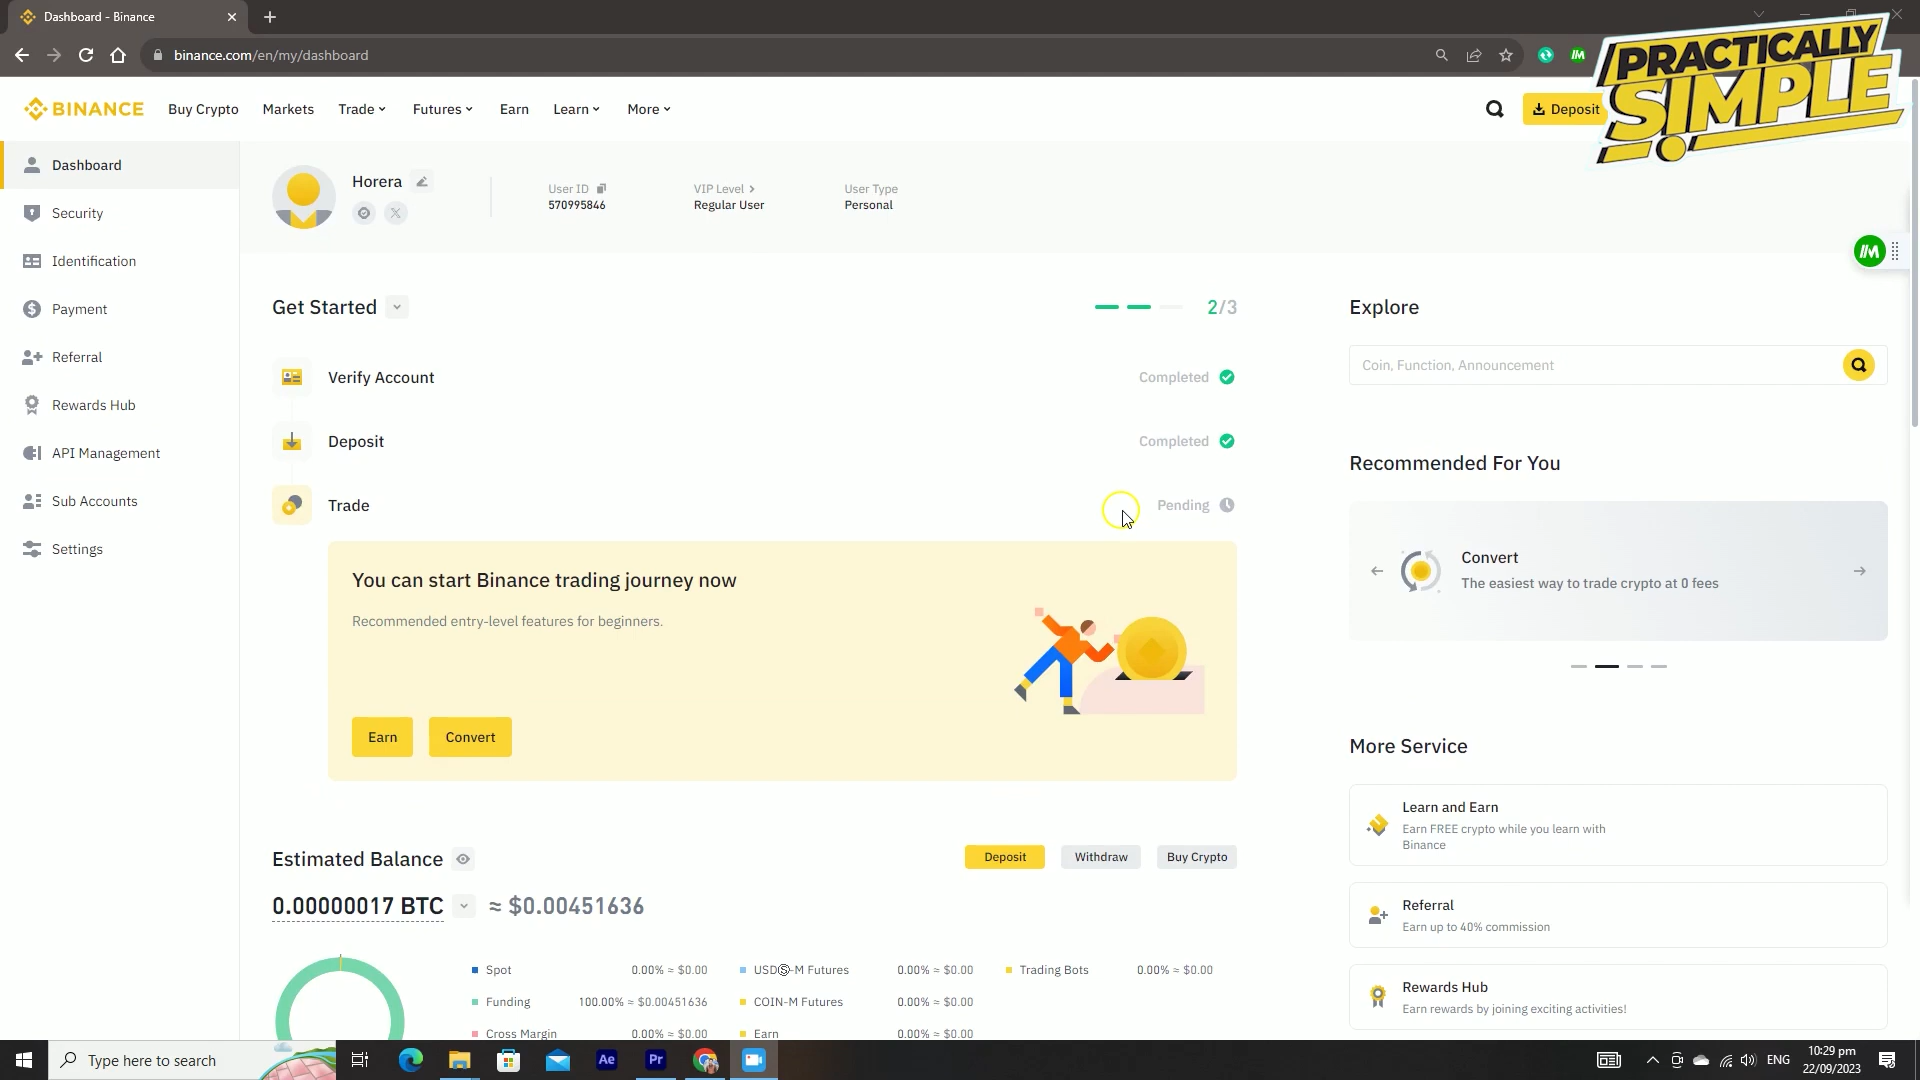 Dashboard - Binance
binance.com/en/my/dashboard
PRACTICALLY
SIMPLE
BINANCE
Buy Crypto
Markets
Trade
Futures
Earn
Learn
More
Deposit
Dashboard
Security
Identification
Payment
Referral
Rewards Hub
API Management
Sub Accounts
Settings
Horera
User ID
570995846
VIP Level
Regular User
User Type
Personal
Get Started
2/3
Verify Account
Completed
Deposit
Completed
Trade
Pending
You can start Binance trading journey now
Recommended entry-level features for beginners.
Earn
Convert
Estimated Balance
Deposit
Withdraw
Buy Crypto
0.00000017 BTC
≈ $0.00451636
Spot 0.00% ≈ $0.00
USDⓈ-M Futures 0.00% ≈ $0.00
Trading Bots 0.00% ≈ $0.00
Funding 100.00% ≈ $0.00451636
COIN-M Futures 0.00% ≈ $0.00
Cross Margin 0.00% ≈ $0.00
Earn 0.00% ≈ $0.00
Explore
Coin, Function, Announcement
Recommended For You
Convert
The easiest way to trade crypto at 0 fees
More Service
Learn and Earn
Earn FREE crypto while you learn with
Binance
Referral
Earn up to 40% commission
Rewards Hub
Earn rewards by joining exciting activities!
Type here to search
Ae
Pr
ENG
10:29 pm
22/09/2023